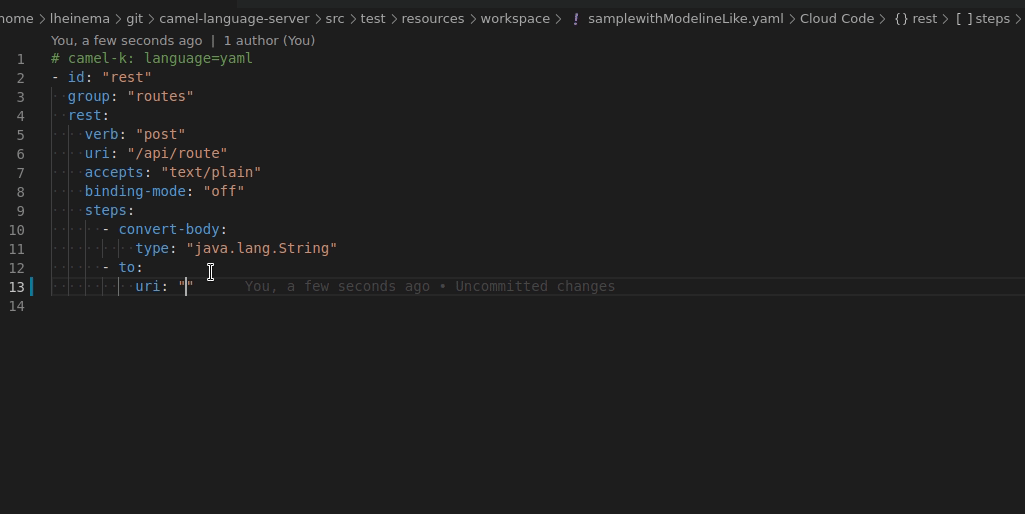 home > lheinema > git > camel-language-server > src > test > resources > workspace > ! samplewithModelineLike.yaml > Cloud Code > {} rest > [ ] steps >
You, a few seconds ago | 1 author (You)
1 # camel-k: language=yaml
2 - id: "rest"
3 group: "routes"
4 rest:
5 verb: "post"
6 uri: "/api/route"
7 accepts: "text/plain"
8 binding-mode: "off"
9 steps:
10 - convert-body:
11 type: "java.lang.String"
12 - to:
13 uri: "" You, a few seconds ago • Uncommitted changes
14